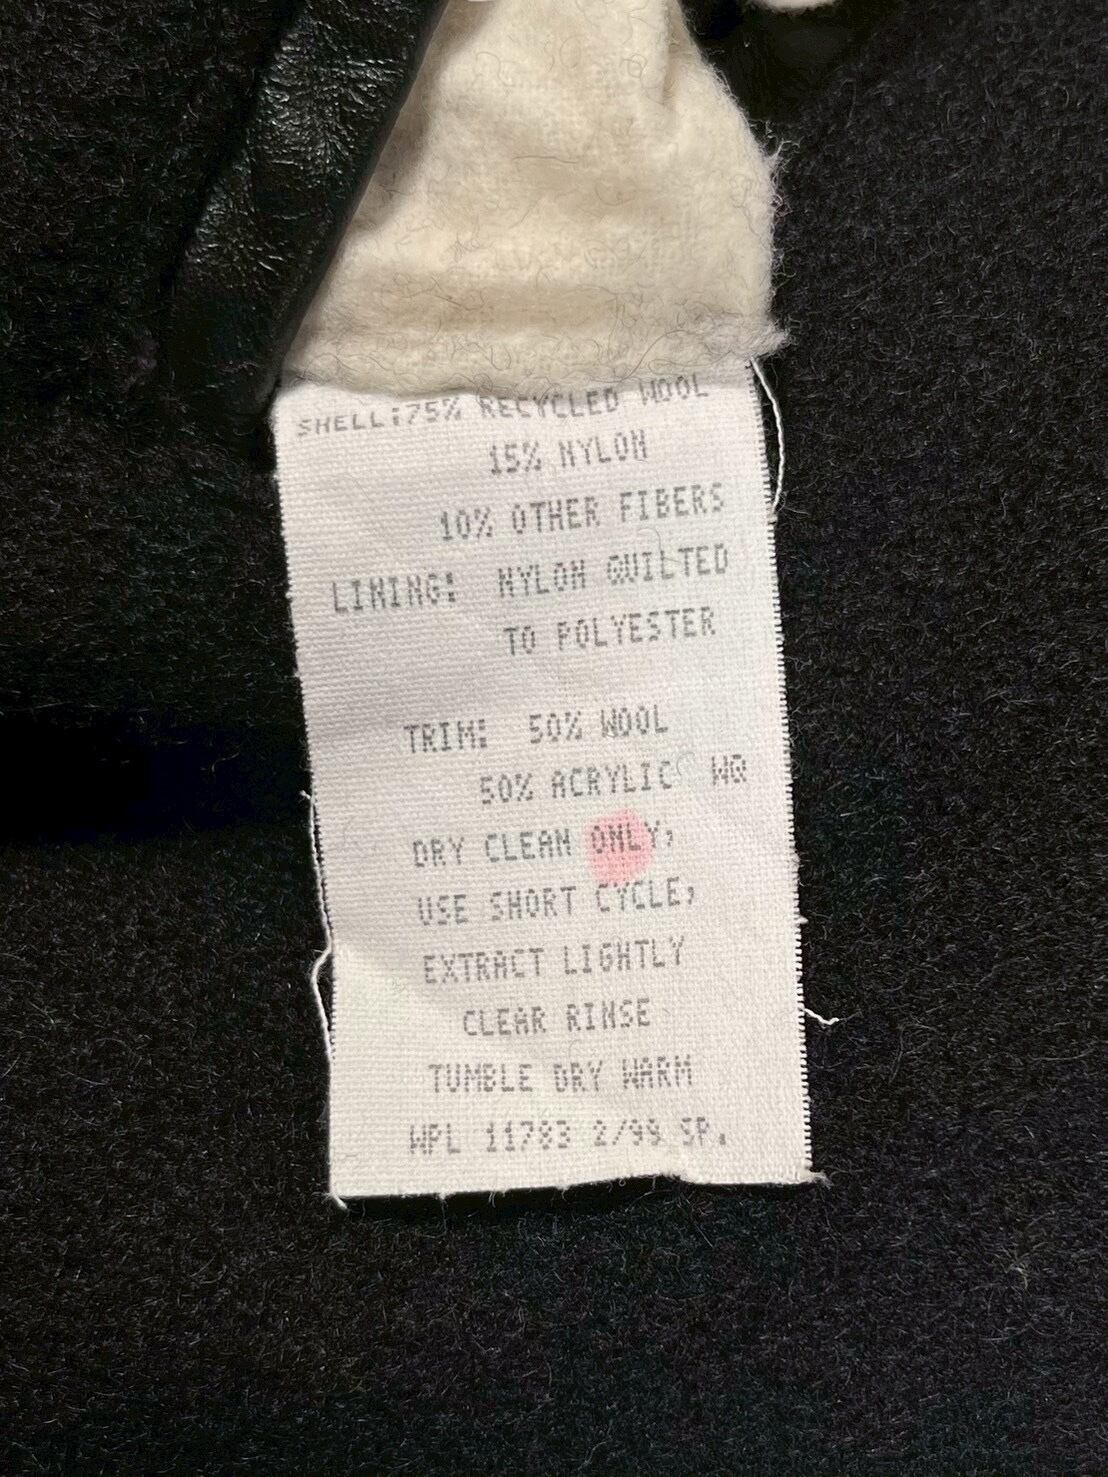 SHELL:75% RECYCLED WOOL
15% NYLON
10% OTHER FIBERS
LINING: NYLON QUILTED
TO POLYESTER
TRIM: 50% WOOL
50% ACRYLIC WQ
DRY CLEAN ONLY,
USE SHORT CYCLE,
EXTRACT LIGHTLY
CLEAR RINSE
TUMBLE DRY WARM
WPL 11783 2/99 SP.